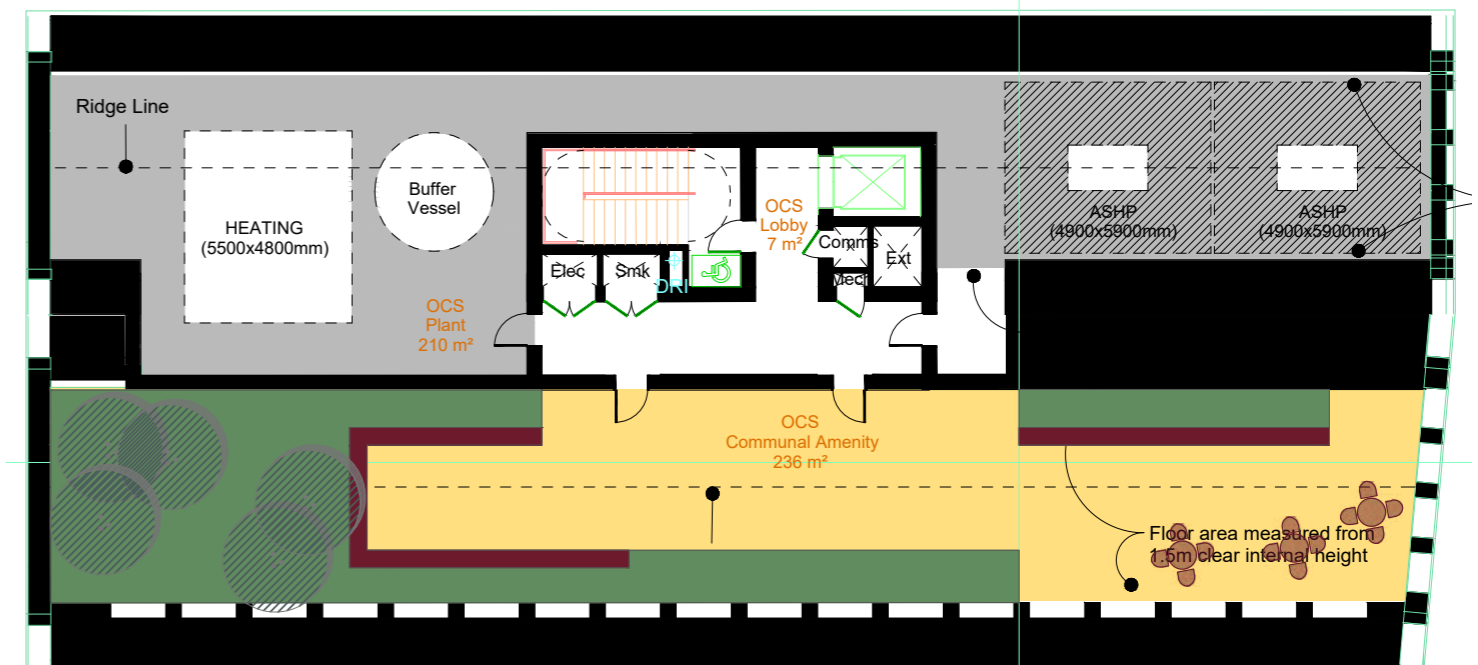 Ridge Line
HEATING
(5500x4800mm)
Buffer
Vessel
OCS
Lobby
7 m²
ASHP
(4900x5900mm)
ASHP
(4900x5900mm)
Comms
Elec
Smk
DRI
Mech
Ext
OCS
Plant
210 m²
OCS
Communal Amenity
236 m²
Floor area measured from
1.5m clear internal height